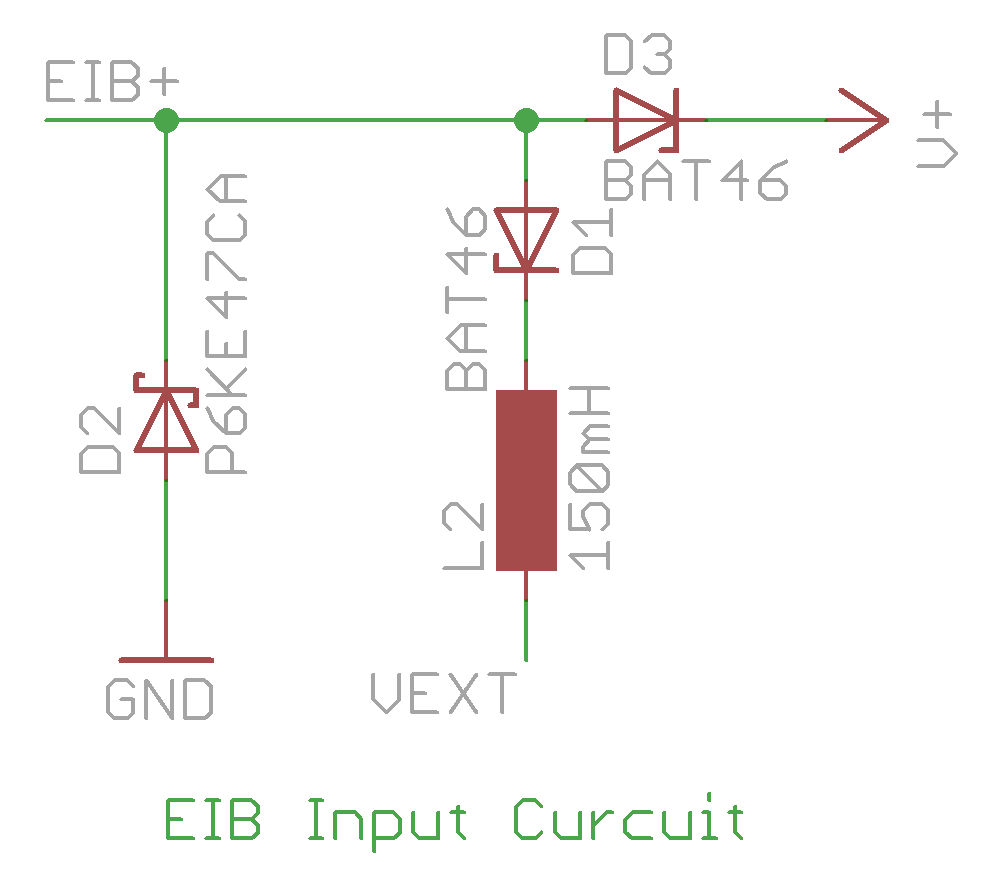 EIB+
D3
V+
BAT46
D2
P6KE47CA
BAT46
D1
L2
150mH
GND
VEXT
EIB Input Curcuit